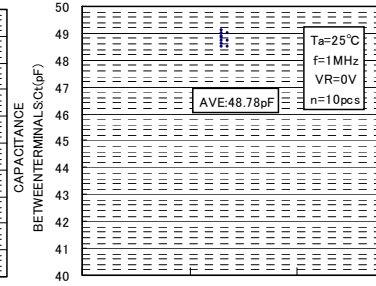 50
49
48
47
46
45
44
43
42
41
40
CAPACITANCE
BETWEENTERMINALS:Ct(pF)
Ta=25°C
f=1MHz
VR=0V
n=10pcs
AVE:48.78pF